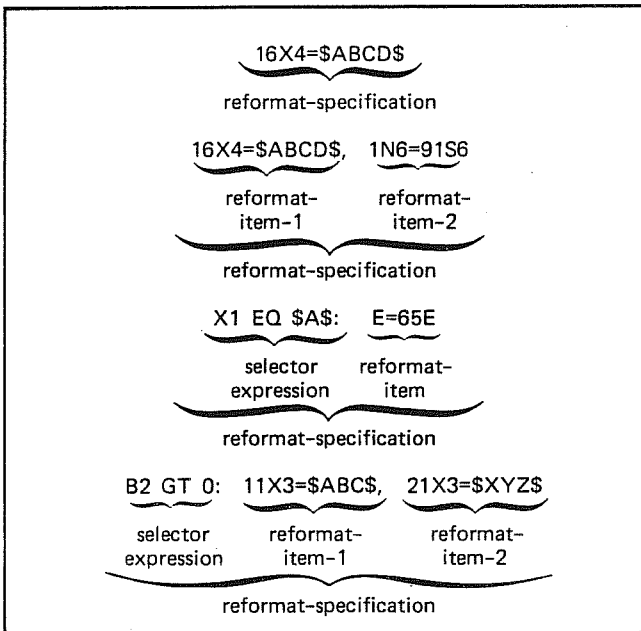 16X4=$ABCD$
reformat-specification
16X4=$ABCD$, 1N6=91S6
reformat- reformat-
item-1 item-2
reformat-specification
X1 EQ $A$: E=65E
selector reformat-
expression item
reformat-specification
B2 GT 0: 11X3=$ABC$, 21X3=$XYZ$
selector reformat- reformat-
expression item-1 item-2
reformat-specification